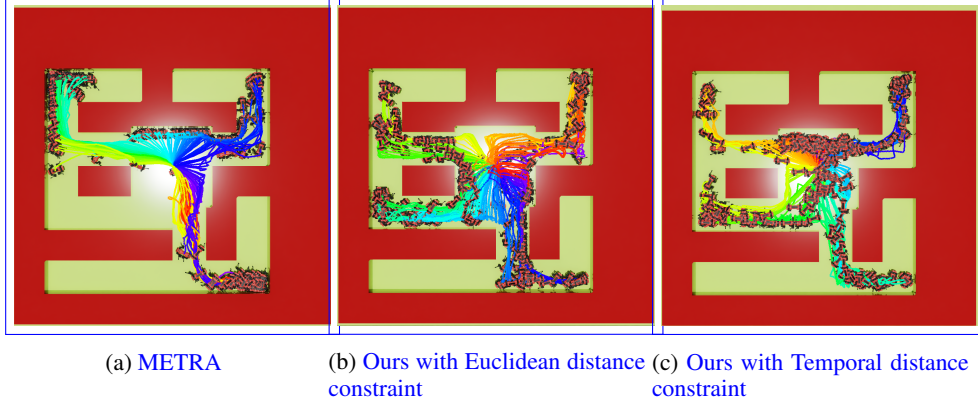 (a) METRA
(b) Ours with Euclidean distance
constraint
(c) Ours with Temporal distance
constraint